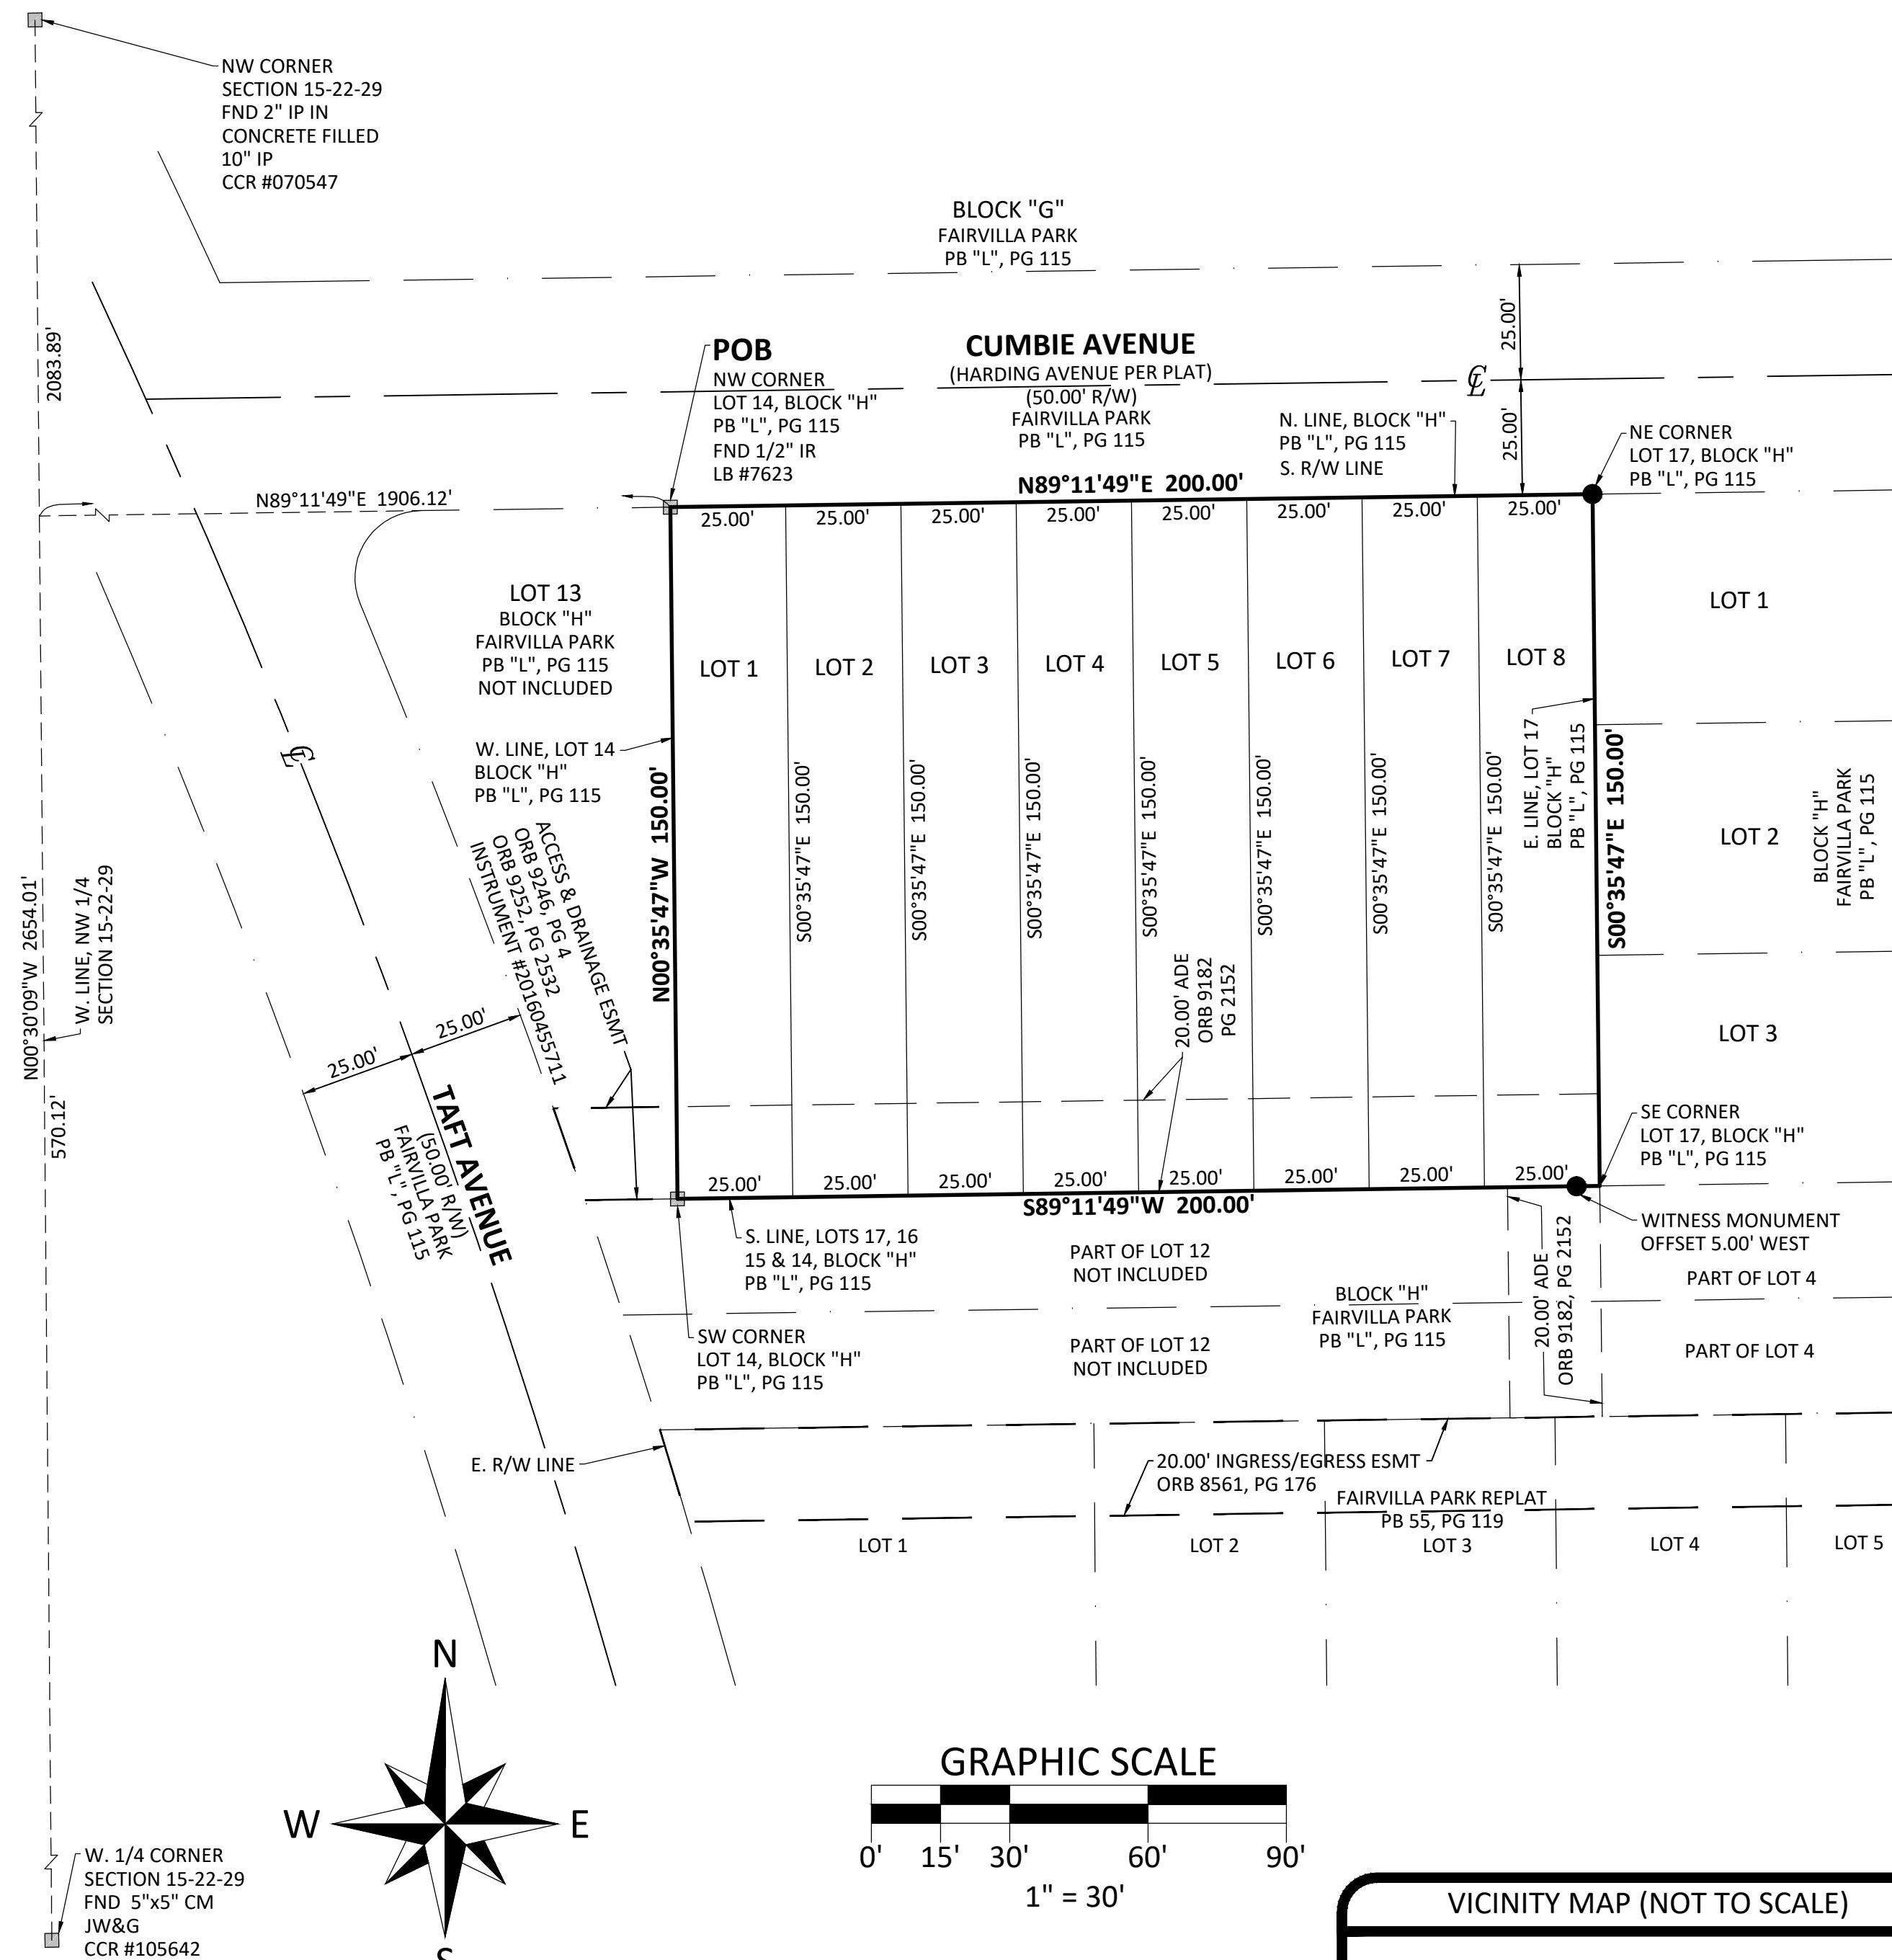 NW CORNER
SECTION 15-22-29
FND 2" IP IN
CONCRETE FILLED
10" IP
CCR #070547
BLOCK "G"
FAIRVILLA PARK
PB "L", PG 115
2083.89'
25.00'
25.00'
POB
NW CORNER
LOT 14, BLOCK "H"
PB "L", PG 115
FND 1/2" IR
LB #7623
CUMBIE AVENUE
(HARDING AVENUE PER PLAT)
(50.00' R/W)
FAIRVILLA PARK
PB "L", PG 115
CL
N. LINE, BLOCK "H"
PB "L", PG 115
S. R/W LINE
NE CORNER
LOT 17, BLOCK "H"
PB "L", PG 115
N89°11'49"E 1906.12'
N89°11'49"E 200.00'
25.00'
25.00'
25.00'
25.00'
25.00'
25.00'
25.00'
25.00'
LOT 13
BLOCK "H"
FAIRVILLA PARK
PB "L", PG 115
NOT INCLUDED
LOT 1
LOT 2
LOT 3
LOT 4
LOT 5
LOT 6
LOT 7
LOT 8
LOT 1
LOT 2
LOT 3
BLOCK "H"
FAIRVILLA PARK
PB "L", PG 115
CL
W. LINE, LOT 14
BLOCK "H"
PB "L", PG 115
N00°35'47"W 150.00'
S00°35'47"E 150.00'
S00°35'47"E 150.00'
S00°35'47"E 150.00'
S00°35'47"E 150.00'
S00°35'47"E 150.00'
S00°35'47"E 150.00'
S00°35'47"E 150.00'
E. LINE, LOT 17
BLOCK "H"
PB "L", PG 115
S00°35'47"E 150.00'
ACCESS & DRAINAGE ESMT
ORB 9246, PG 4
ORB 9252, PG 2532
INSTRUMENT #20160455711
20.00' ADE
ORB 9182
PG 2152
N00°30'09"W 2654.01'
W. LINE, NW 1/4
SECTION 15-22-29
570.12'
25.00'
25.00'
TAFT AVENUE
(50.00' R/W)
FAIRVILLA PARK
PB "L", PG 115
25.00'
25.00'
25.00'
25.00'
25.00'
25.00'
25.00'
25.00'
S89°11'49"W 200.00'
SE CORNER
LOT 17, BLOCK "H"
PB "L", PG 115
WITNESS MONUMENT
OFFSET 5.00' WEST
S. LINE, LOTS 17, 16
15 & 14, BLOCK "H"
PB "L", PG 115
PART OF LOT 12
NOT INCLUDED
BLOCK "H"
FAIRVILLA PARK
PB "L", PG 115
20.00' ADE
ORB 9182, PG 2152
PART OF LOT 4
PART OF LOT 4
SW CORNER
LOT 14, BLOCK "H"
PB "L", PG 115
PART OF LOT 12
NOT INCLUDED
E. R/W LINE
20.00' INGRESS/EGRESS ESMT
ORB 8561, PG 176
FAIRVILLA PARK REPLAT
PB 55, PG 119
LOT 1
LOT 2
LOT 3
LOT 4
LOT 5
N
W
E
S
GRAPHIC SCALE
0' 15' 30' 60' 90'
1" = 30'
W. 1/4 CORNER
SECTION 15-22-29
FND 5"x5" CM
JW&G
CCR #105642
VICINITY MAP (NOT TO SCALE)